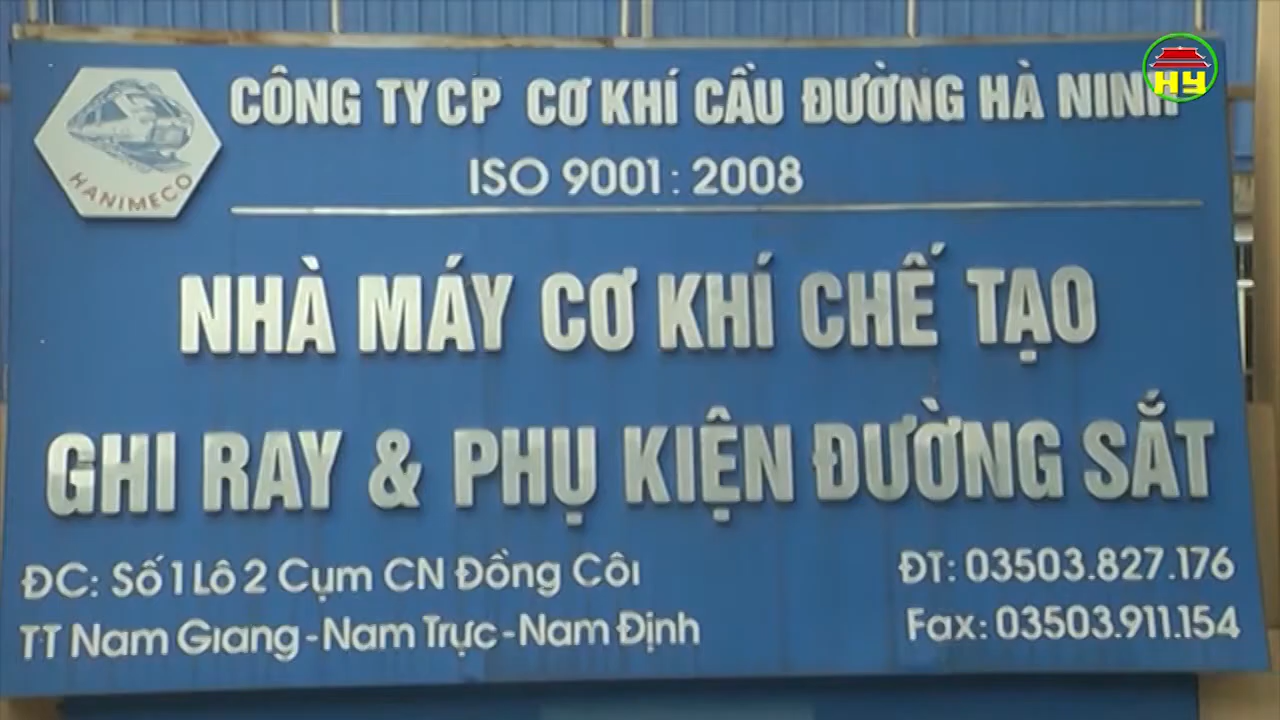 HY
CÔNG TY CP CƠ KHÍ CẦU ĐƯỜNG HÀ NINH
HANIMECO
ISO 9001 : 2008
NHÀ MÁY CƠ KHÍ CHẾ TẠO
GHI RAY & PHỤ KIỆN ĐƯỜNG SẮT
ĐC: Số 1 Lô 2 Cụm CN Đồng Côi
ĐT: 03503.827.176
TT Nam Giang - Nam Trực - Nam Định
Fax: 03503.911.154